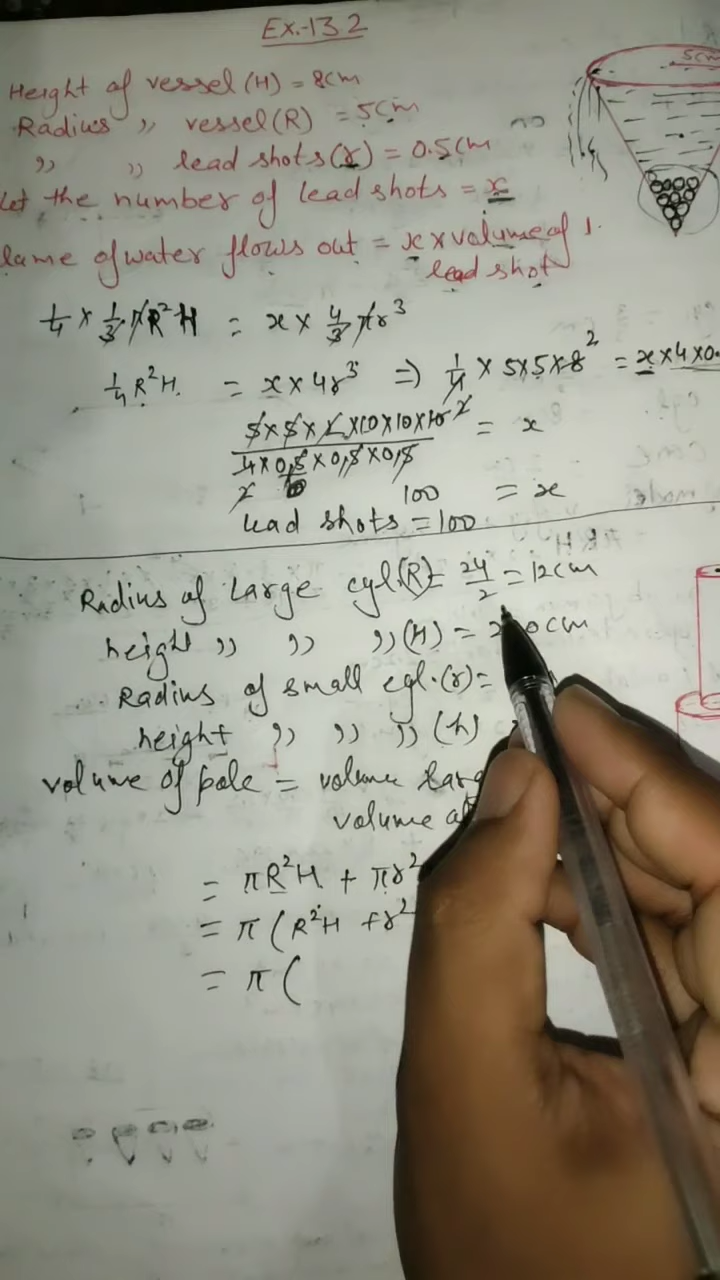 Ex.-13.2
5cm
Height of vessel (H) = 8cm
Radius ,, vessel (R) = 5cm
,, ,, lead shots (r) = 0.5cm
Let the number of lead shots = x
lume of water flows out = x × volume of 1
lead shot
1/4 × 1/3 πR²H = x × 4/3 πr³
1/4 R²H = x × 4r³ ⇒ 1/4 × 5×5×8 2 = x×4×0.
5×5×2×10×10×10 / 4×0.5×0.5×0.5 = x
100 = x
lead shots = 100
Radius of Large cyl.(R) = 24/2 = 12cm
height ,, ,, ,, (H) = 0cm
Radius of small cyl.(r) =
height ,, ,, ,, (h)
volume of pole = volume
volume
= πR²H + πr²
= π(R²H + r²
= π(